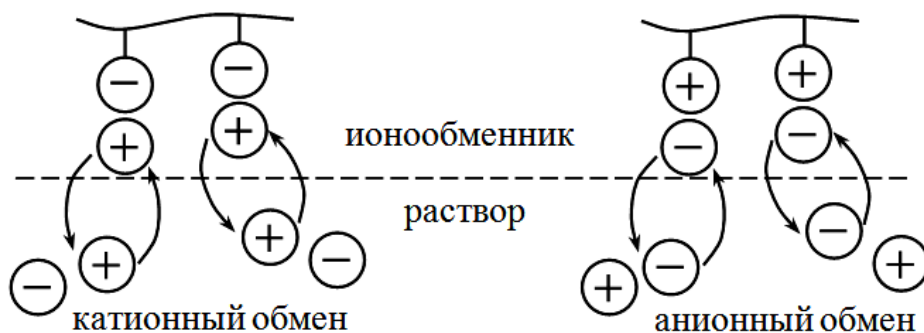 ионообменник
раствор
катионный обмен
анионный обмен